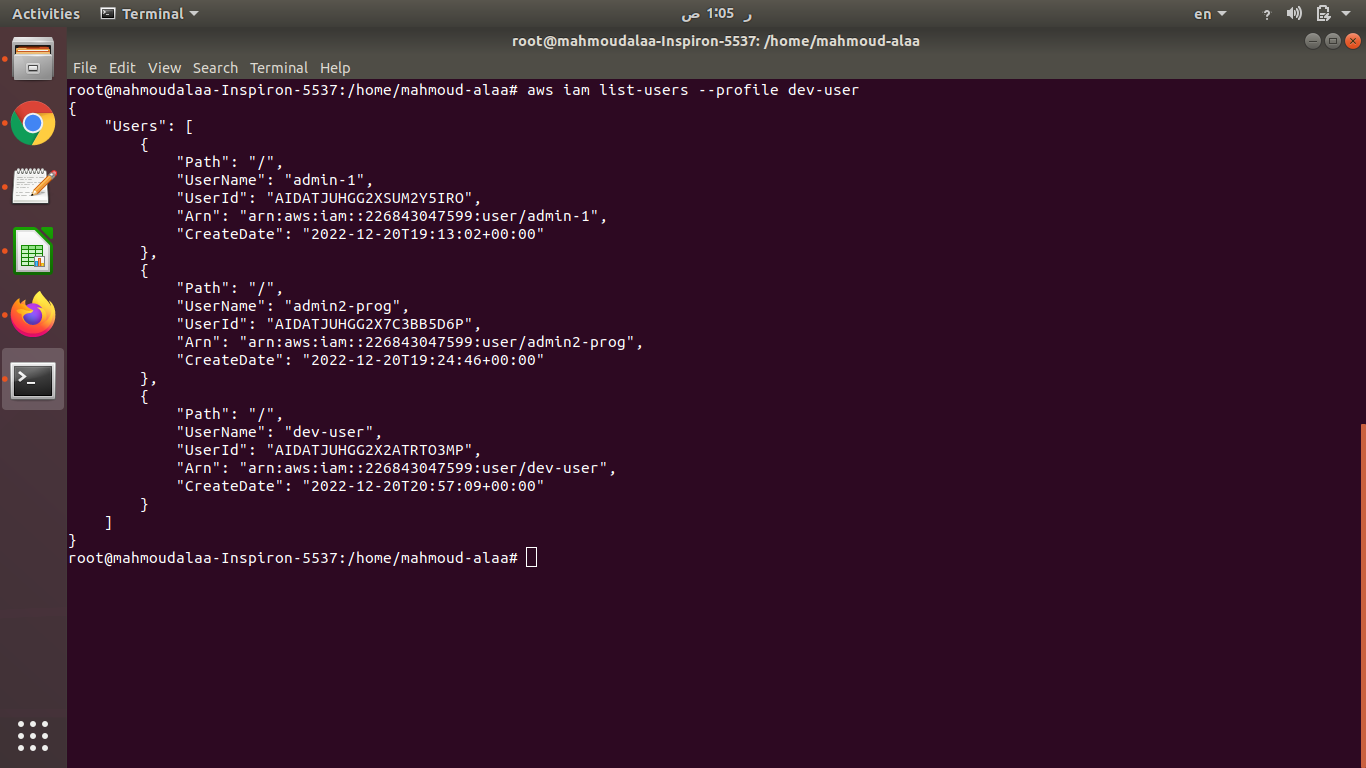 Activities Terminal ر 1:05 ص en ?
root@mahmoudalaa-Inspiron-5537: /home/mahmoud-alaa
File Edit View Search Terminal Help
root@mahmoudalaa-Inspiron-5537:/home/mahmoud-alaa# aws iam list-users --profile dev-user
{
    "Users": [
        {
            "Path": "/",
            "UserName": "admin-1",
            "UserId": "AIDATJUHGG2XSUM2Y5IRO",
            "Arn": "arn:aws:iam::226843047599:user/admin-1",
            "CreateDate": "2022-12-20T19:13:02+00:00"
        },
        {
            "Path": "/",
            "UserName": "admin2-prog",
            "UserId": "AIDATJUHGG2X7C3BB5D6P",
            "Arn": "arn:aws:iam::226843047599:user/admin2-prog",
            "CreateDate": "2022-12-20T19:24:46+00:00"
        },
        {
            "Path": "/",
            "UserName": "dev-user",
            "UserId": "AIDATJUHGG2X2ATRTO3MP",
            "Arn": "arn:aws:iam::226843047599:user/dev-user",
            "CreateDate": "2022-12-20T20:57:09+00:00"
        }
    ]
}
root@mahmoudalaa-Inspiron-5537:/home/mahmoud-alaa#